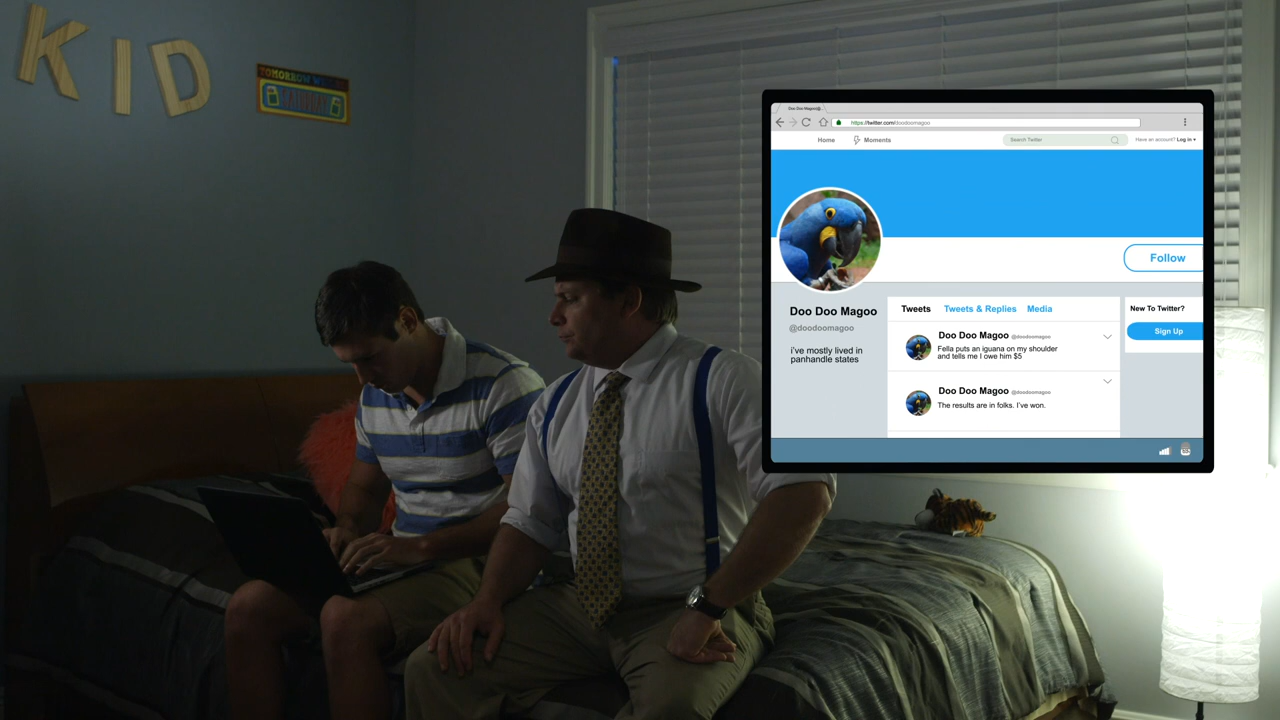 KID
TOMORROW
Doo Doo Magoo@...
https://twitter.com/doodoomagoo
Home
Moments
Search Twitter
Have an account? Log in
Follow
Doo Doo Magoo
@doodoomagoo
i've mostly lived in
panhandle states
Tweets
Tweets & Replies
Media
Doo Doo Magoo @doodoomagoo
Fella puts an iguana on my shoulder
and tells me I owe him $5
Doo Doo Magoo @doodoomagoo
The results are in folks. I've won.
New To Twitter?
Sign Up